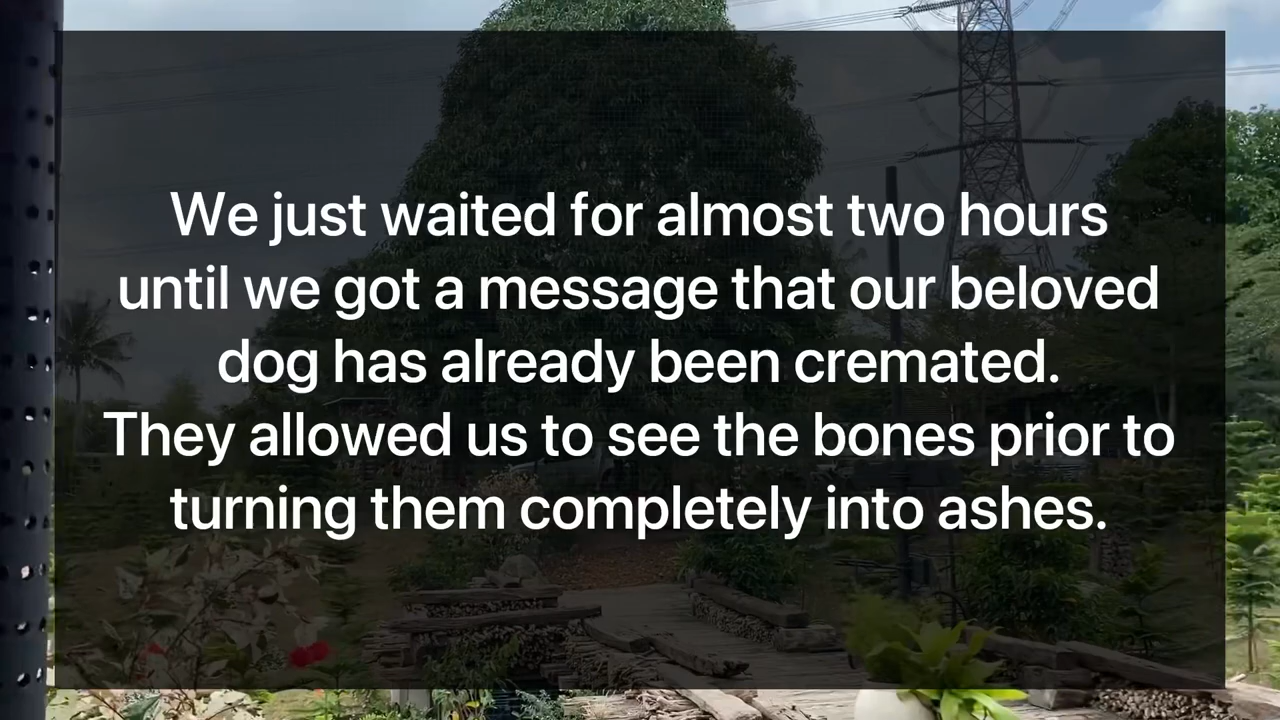 We just waited for almost two hours
until we got a message that our beloved
dog has already been cremated.
They allowed us to see the bones prior to
turning them completely into ashes.